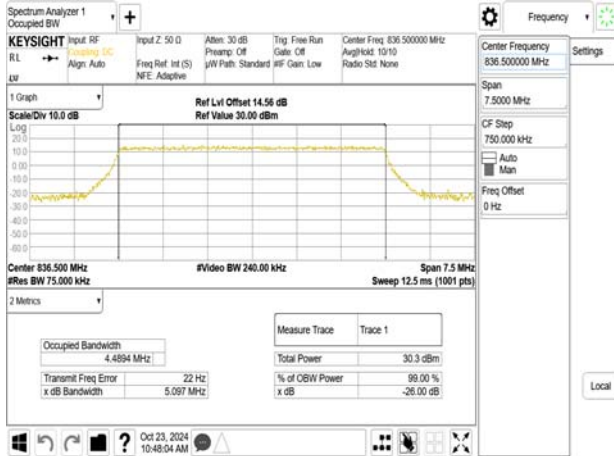 Spectrum Analyzer 1
Occupied BW
+
Frequency
KEYSIGHT
RL
Input: RF
Coupling: DC
Align: Auto
Input Z: 50 Ω
Freq Ref: Int (S)
NFE: Adaptive
Atten: 30 dB
Preamp: Off
µW Path: Standard
Trig: Free Run
Gate: Off
#IF Gain: Low
Center Freq: 836.500000 MHz
Avg|Hold: 10/10
Radio Std: None
Center Frequency
836.500000 MHz
Settings
Span
7.5000 MHz
CF Step
750.000 kHz
Auto
Man
Freq Offset
0 Hz
Local
1 Graph
Scale/Div 10.0 dB
Ref Lvl Offset 14.56 dB
Ref Value 30.00 dBm
Log
20.0
10.0
0.00
-10.0
-20.0
-30.0
-40.0
-50.0
-60.0
Center 836.500 MHz
#Res BW 75.000 kHz
#Video BW 240.00 kHz
Span 7.5 MHz
Sweep 12.5 ms (1001 pts)
2 Metrics
Measure Trace Trace 1
Occupied Bandwidth
4.4894 MHz
Total Power 30.3 dBm
Transmit Freq Error 22 Hz
% of OBW Power 99.00 %
x dB Bandwidth 5.097 MHz
x dB -26.00 dB
?
Oct 23, 2024
10:48:04 AM